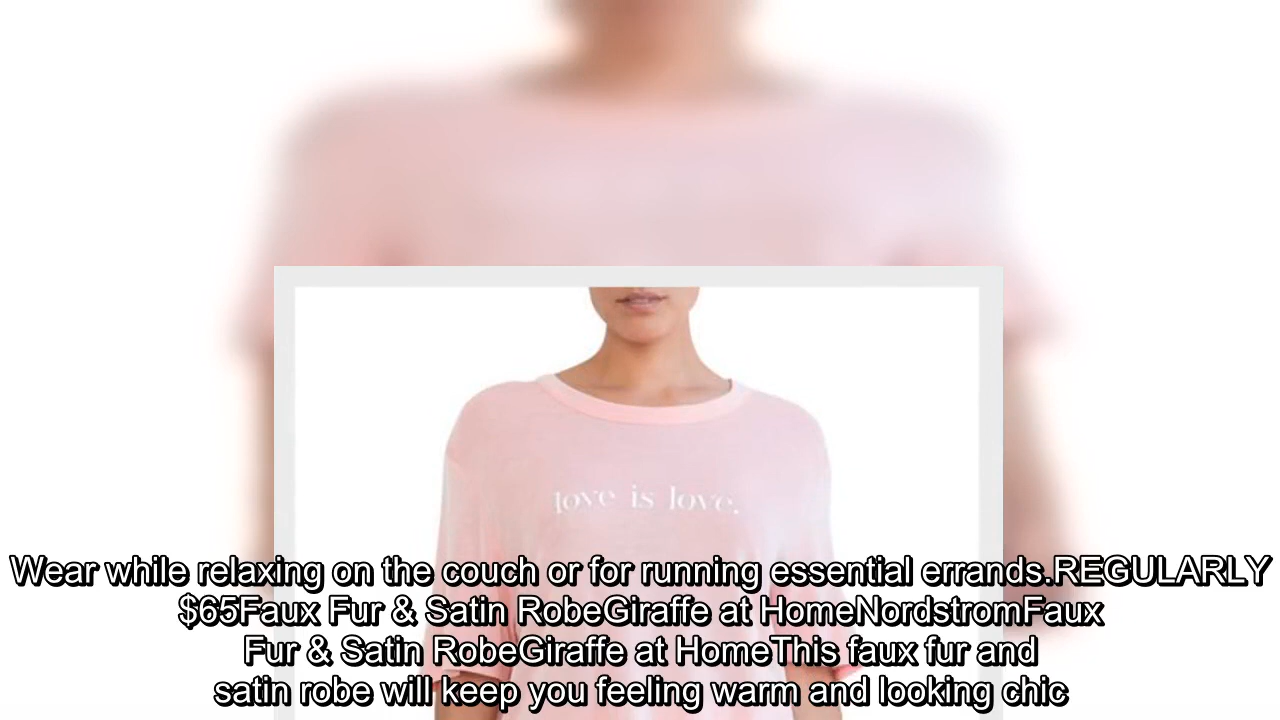 love is love.
Wear while relaxing on the couch or for running essential errands.REGULARLY
$65Faux Fur & Satin RobeGiraffe at HomeNordstromFaux
Fur & Satin RobeGiraffe at HomeThis faux fur and
satin robe will keep you feeling warm and looking chic